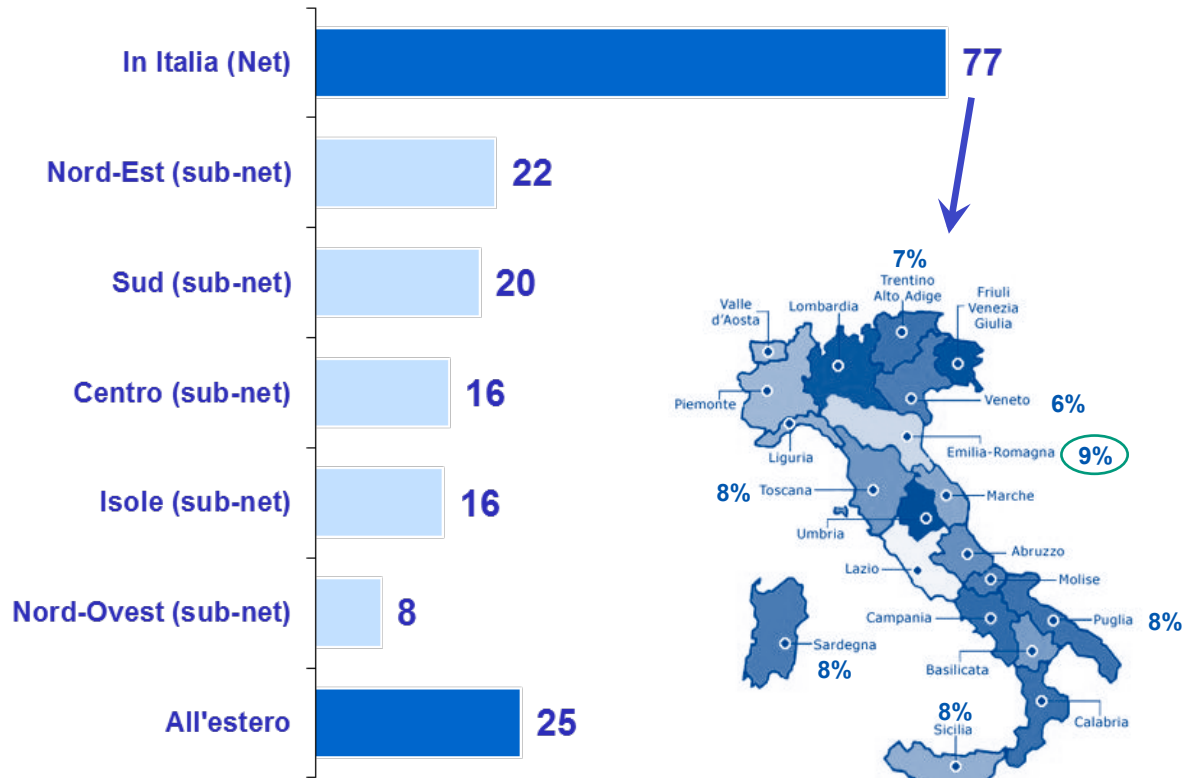 In Italia (Net)
77
Nord-Est (sub-net)
22
Sud (sub-net)
20
Centro (sub-net)
16
Isole (sub-net)
16
Nord-Ovest (sub-net)
8
All'estero
25
7%
Trentino
Alto Adige
Friuli
Venezia
Giulia
Valle
d'Aosta
Lombardia
Piemonte
Veneto
6%
Liguria
Emilia-Romagna
9%
8%
Toscana
Marche
Umbria
Abruzzo
Lazio
Molise
Campania
Puglia
8%
Sardegna
8%
Basilicata
8%
Sicilia
Calabria